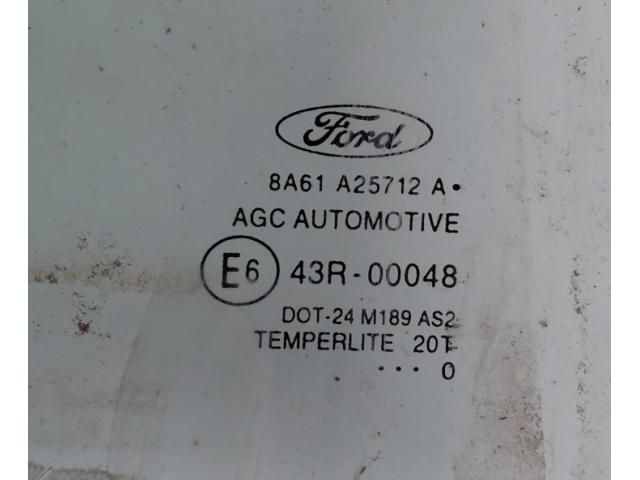 Ford
8A61 A25712 A•
AGC AUTOMOTIVE
E6 43R-00048
DOT-24 M189 AS2
TEMPERLITE 20T
••• 0